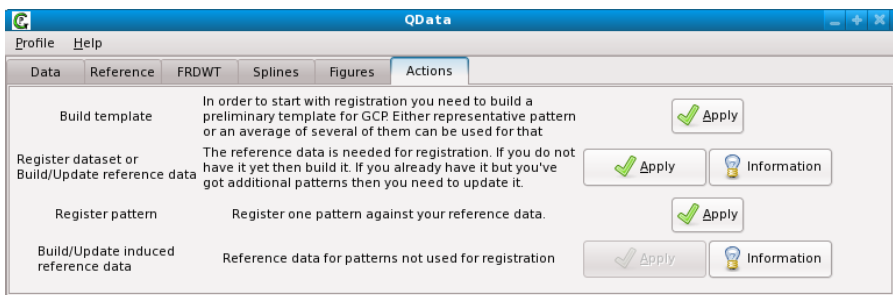 QData
Profile Help
Data Reference FRDWT Splines Figures Actions
Build template
In order to start with registration you need to build a
preliminary template for GCP. Either representative pattern
or an average of several of them can be used for that
Apply
Register dataset or
Build/Update reference data
The reference data is needed for registration. If you do not
have it yet then build it. If you already have it but you've
got additional patterns then you need to update it.
Apply Information
Register pattern
Register one pattern against your reference data.
Apply
Build/Update induced
reference data
Reference data for patterns not used for registration
Apply Information